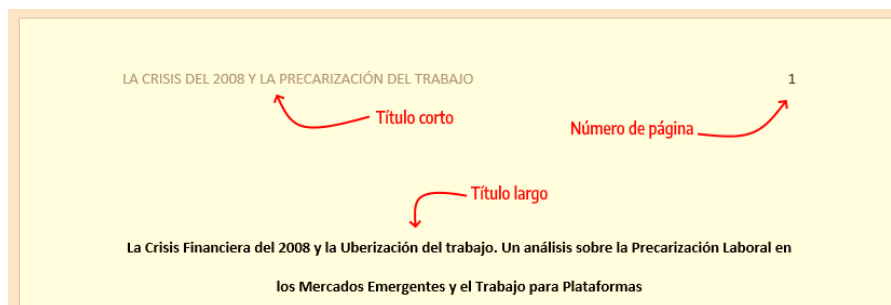 LA CRISIS DEL 2008 Y LA PRECARIZACIÓN DEL TRABAJO 1
Título corto
Número de página
Título largo
La Crisis Financiera del 2008 y la Uberización del trabajo. Un análisis sobre la Precarización Laboral en
los Mercados Emergentes y el Trabajo para Plataformas